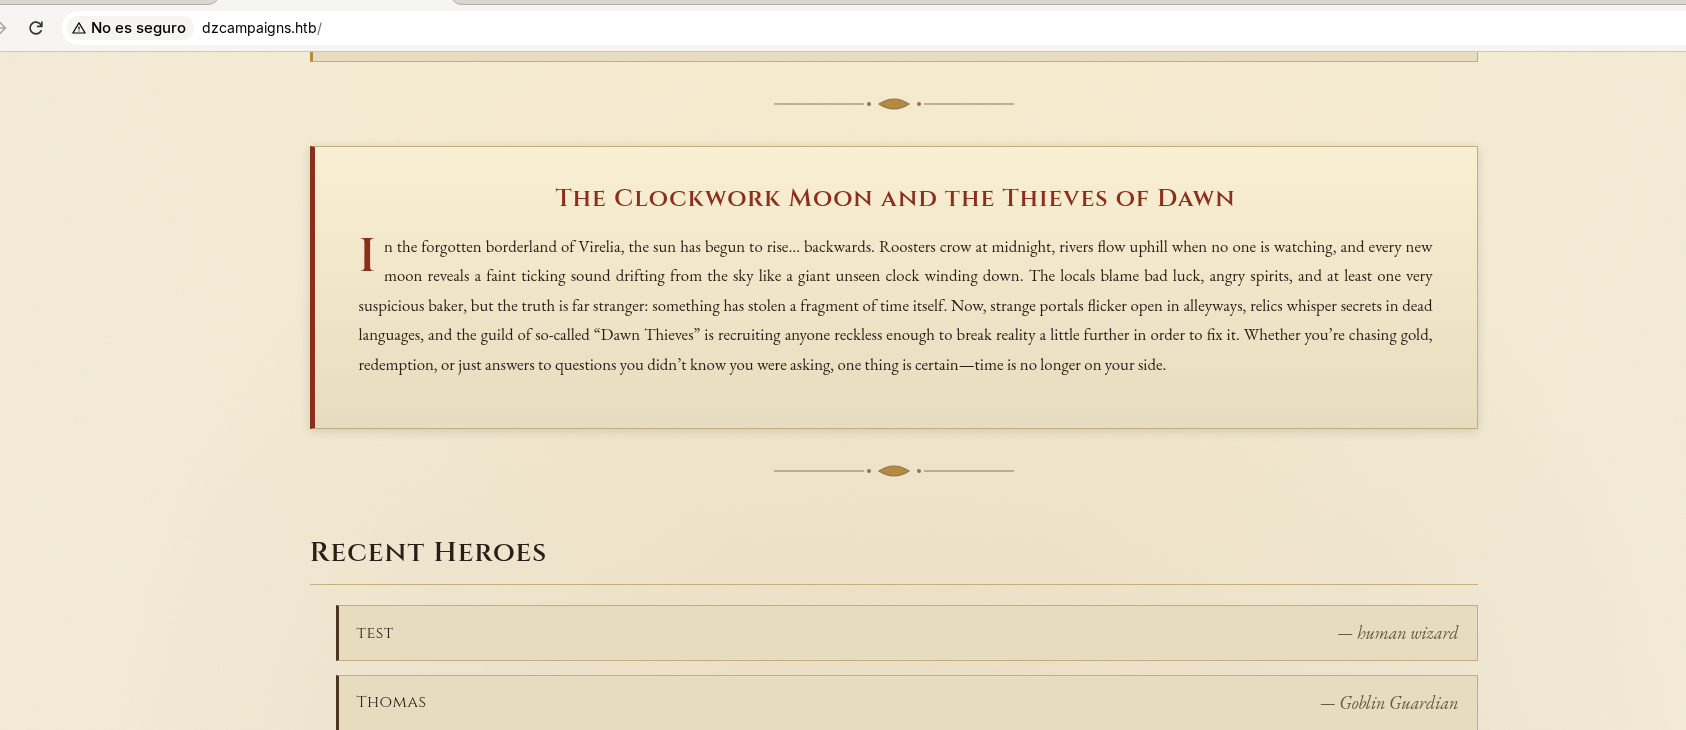 No es seguro dzcampaigns.htb/
The Clockwork Moon and the Thieves of Dawn
In the forgotten borderland of Virelia, the sun has begun to rise... backwards. Roosters crow at midnight, rivers flow uphill when no one is watching, and every new
moon reveals a faint ticking sound drifting from the sky like a giant unseen clock winding down. The locals blame bad luck, angry spirits, and at least one very
suspicious baker, but the truth is far stranger: something has stolen a fragment of time itself. Now, strange portals flicker open in alleyways, relics whisper secrets in dead
languages, and the guild of so-called “Dawn Thieves” is recruiting anyone reckless enough to break reality a little further in order to fix it. Whether you’re chasing gold,
redemption, or just answers to questions you didn’t know you were asking, one thing is certain—time is no longer on your side.
Recent Heroes
test — human wizard
Thomas — Goblin Guardian